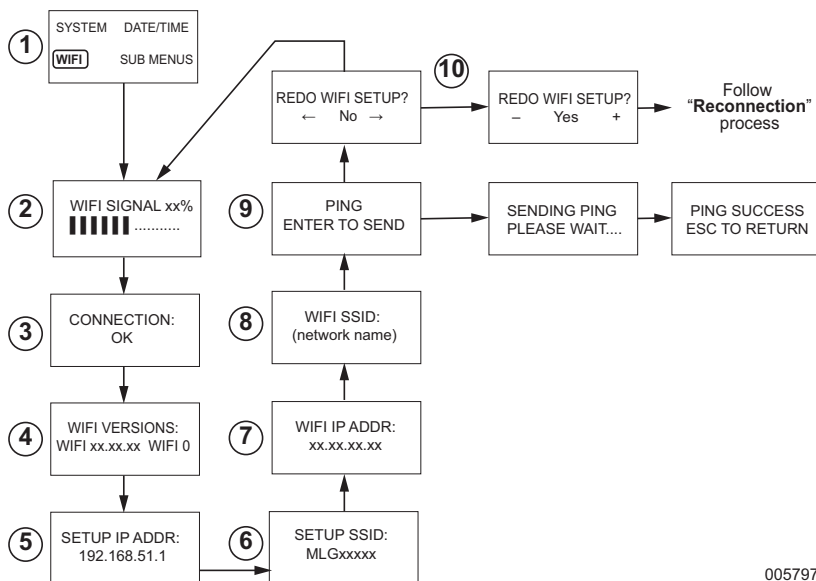 1
SYSTEM DATE/TIME
WIFI SUB MENUS
2
WIFI SIGNAL xx%
...........
3
CONNECTION:
OK
4
WIFI VERSIONS:
WIFI xx.xx.xx WIFI 0
5
SETUP IP ADDR:
192.168.51.1
6
SETUP SSID:
MLGxxxxx
7
WIFI IP ADDR:
xx.xx.xx.xx
8
WIFI SSID:
(network name)
9
PING
ENTER TO SEND
SENDING PING
PLEASE WAIT....
PING SUCCESS
ESC TO RETURN
REDO WIFI SETUP?
← No →
10
REDO WIFI SETUP?
– Yes +
Follow
“Reconnection”
process
005797